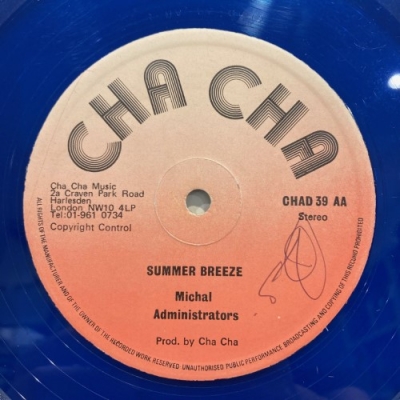 CHA CHA
Cha Cha Music
2a Craven Park Road
Harlesden
London NW10 4LP
Tel:01-961 0734
Copyright Control
CHAD 39 AA
Stereo
SUMMER BREEZE
Michal
Administrators
Prod. by Cha Cha
ALL RIGHTS OF THE MANUFACTURER AND OF THE OWNER OF THE RECORDED WORK RESERVED UNAUTHORISED PUBLIC PERFORMANCE BROADCASTING AND COPYING OF THIS RECORD PROHIBITED